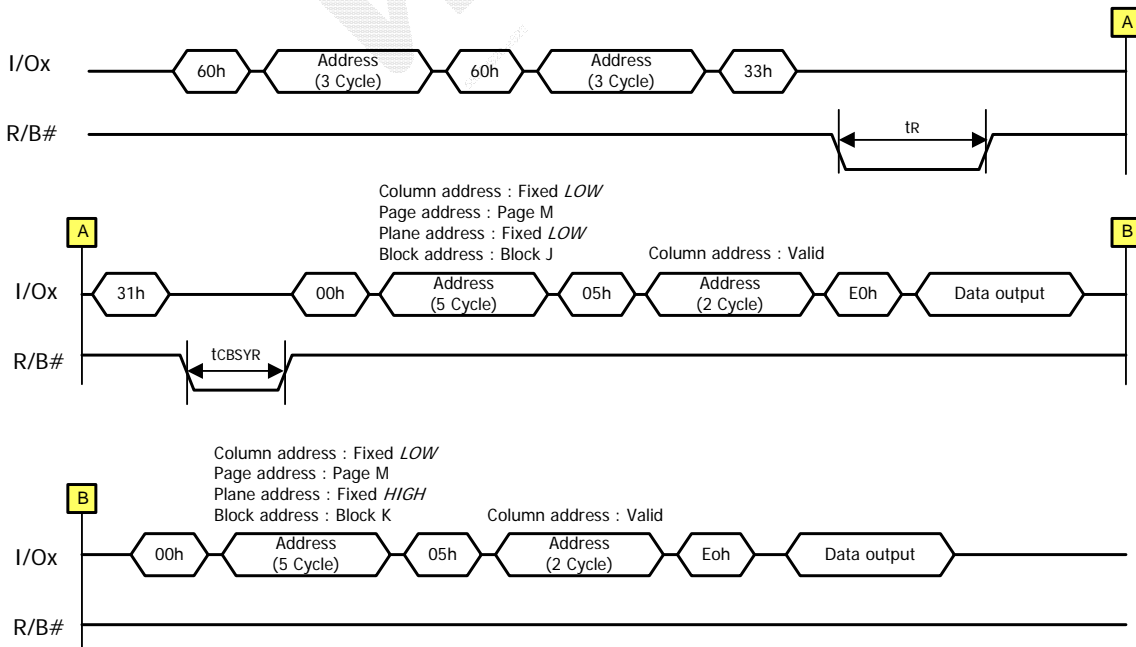 A
I/Ox
60h
Address
(3 Cycle)
60h
Address
(3 Cycle)
33h
R/B#
tR
Column address : Fixed LOW
Page address : Page M
Plane address : Fixed LOW
Block address : Block J
Column address : Valid
A
B
I/Ox
31h
00h
Address
(5 Cycle)
05h
Address
(2 Cycle)
E0h
Data output
R/B#
tCBSYR
Column address : Fixed LOW
Page address : Page M
Plane address : Fixed HIGH
Block address : Block K
Column address : Valid
B
I/Ox
00h
Address
(5 Cycle)
05h
Address
(2 Cycle)
Eoh
Data output
R/B#